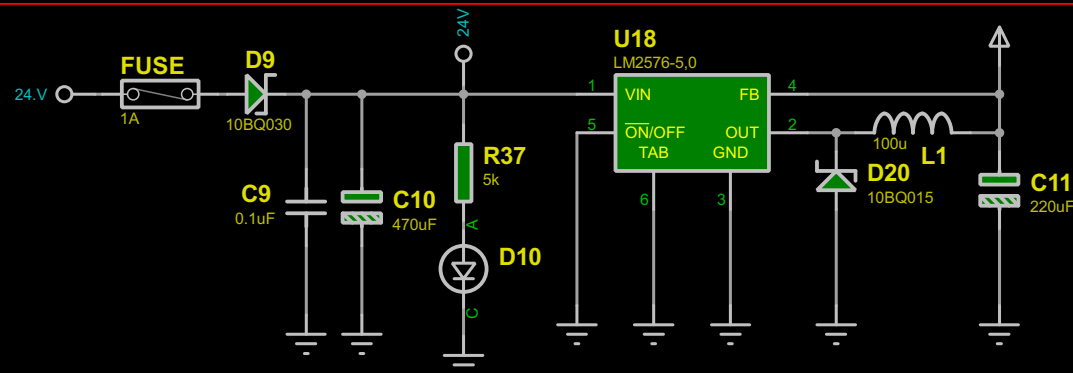 24V
U18
LM2576-5,0
FUSE
D9
24.V
1A
10BQ030
1
VIN
FB
4
5
ON/OFF
OUT
2
TAB
GND
100u
L1
R37
5k
D20
10BQ015
C11
220uF
C9
0.1uF
C10
470uF
6
3
A
D10
C